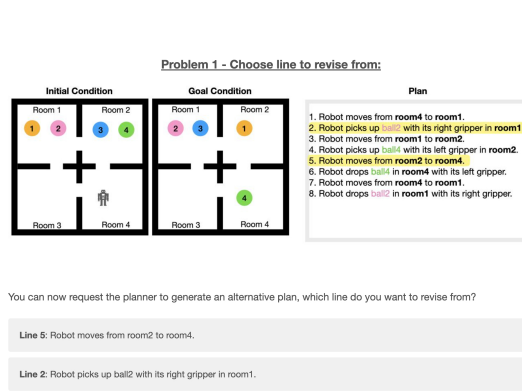 Problem 1 - Choose line to revise from:
Initial Condition
Goal Condition
Plan
Room 1
Room 2
1
2
3
4
Room 3
Room 4
Room 1
Room 2
2
3
1
4
Room 3
Room 4
1. Robot moves from room4 to room1.
2. Robot picks up ball2 with its right gripper in room1
3. Robot moves from room1 to room2.
4. Robot picks up ball4 with its left gripper in room2.
5. Robot moves from room2 to room4.
6. Robot drops ball4 in room4 with its left gripper.
7. Robot moves from room4 to room1.
8. Robot drops ball2 in room1 with its right gripper.
You can now request the planner to generate an alternative plan, which line do you want to revise from?
Line 5: Robot moves from room2 to room4.
Line 2: Robot picks up ball2 with its right gripper in room1.